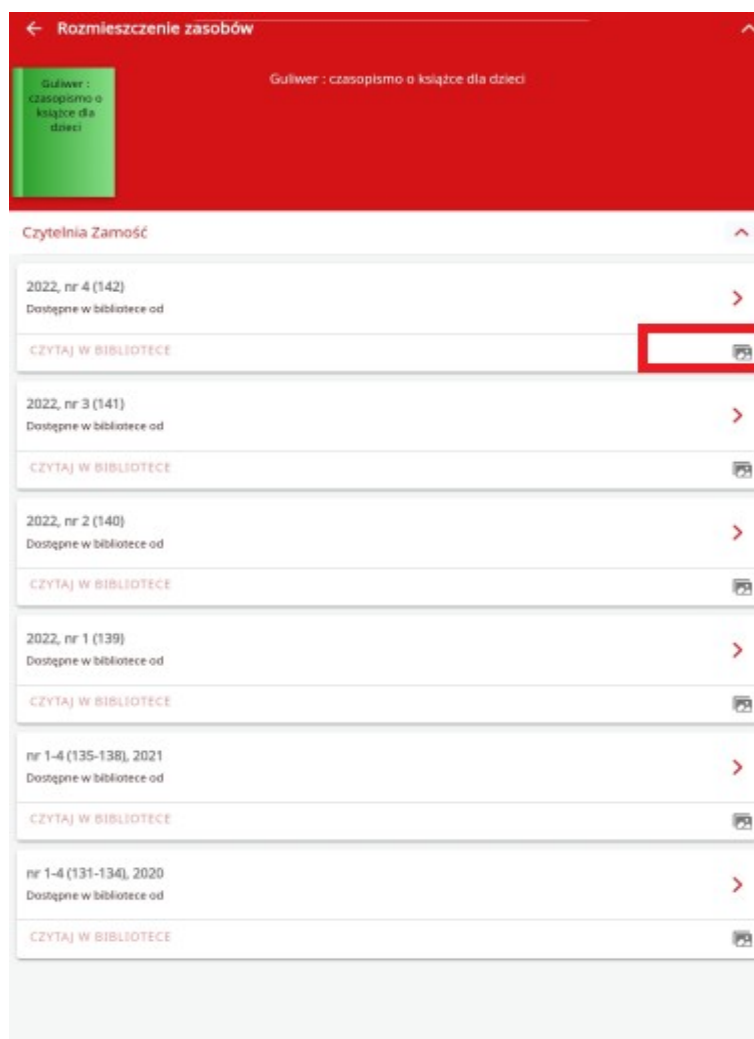 Rozmieszczenie zasobów
Guliwer :
czasopismo o
książce dla
dzieci
Guliwer : czasopismo o książce dla dzieci
Czytelnia Zamość
2022, nr 4 (142)
Dostępne w bibliotece od
CZYTAJ W BIBLIOTECE
2022, nr 3 (141)
Dostępne w bibliotece od
CZYTAJ W BIBLIOTECE
2022, nr 2 (140)
Dostępne w bibliotece od
CZYTAJ W BIBLIOTECE
2022, nr 1 (139)
Dostępne w bibliotece od
CZYTAJ W BIBLIOTECE
nr 1-4 (135-138), 2021
Dostępne w bibliotece od
CZYTAJ W BIBLIOTECE
nr 1-4 (131-134), 2020
Dostępne w bibliotece od
CZYTAJ W BIBLIOTECE